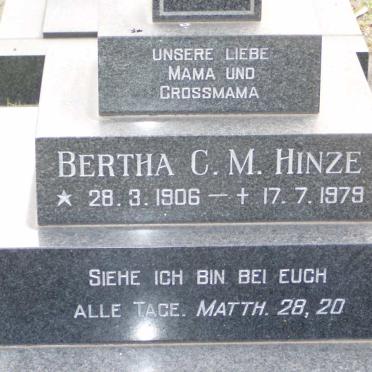 UNSERE LIEBE
MAMA UND
GROSSMAMA
BERTHA C. M. HINZE
* 28. 3. 1906 — † 17. 7. 1979
SIEHE ICH BIN BEI EUCH
ALLE TAGE. MATTH. 28, 20